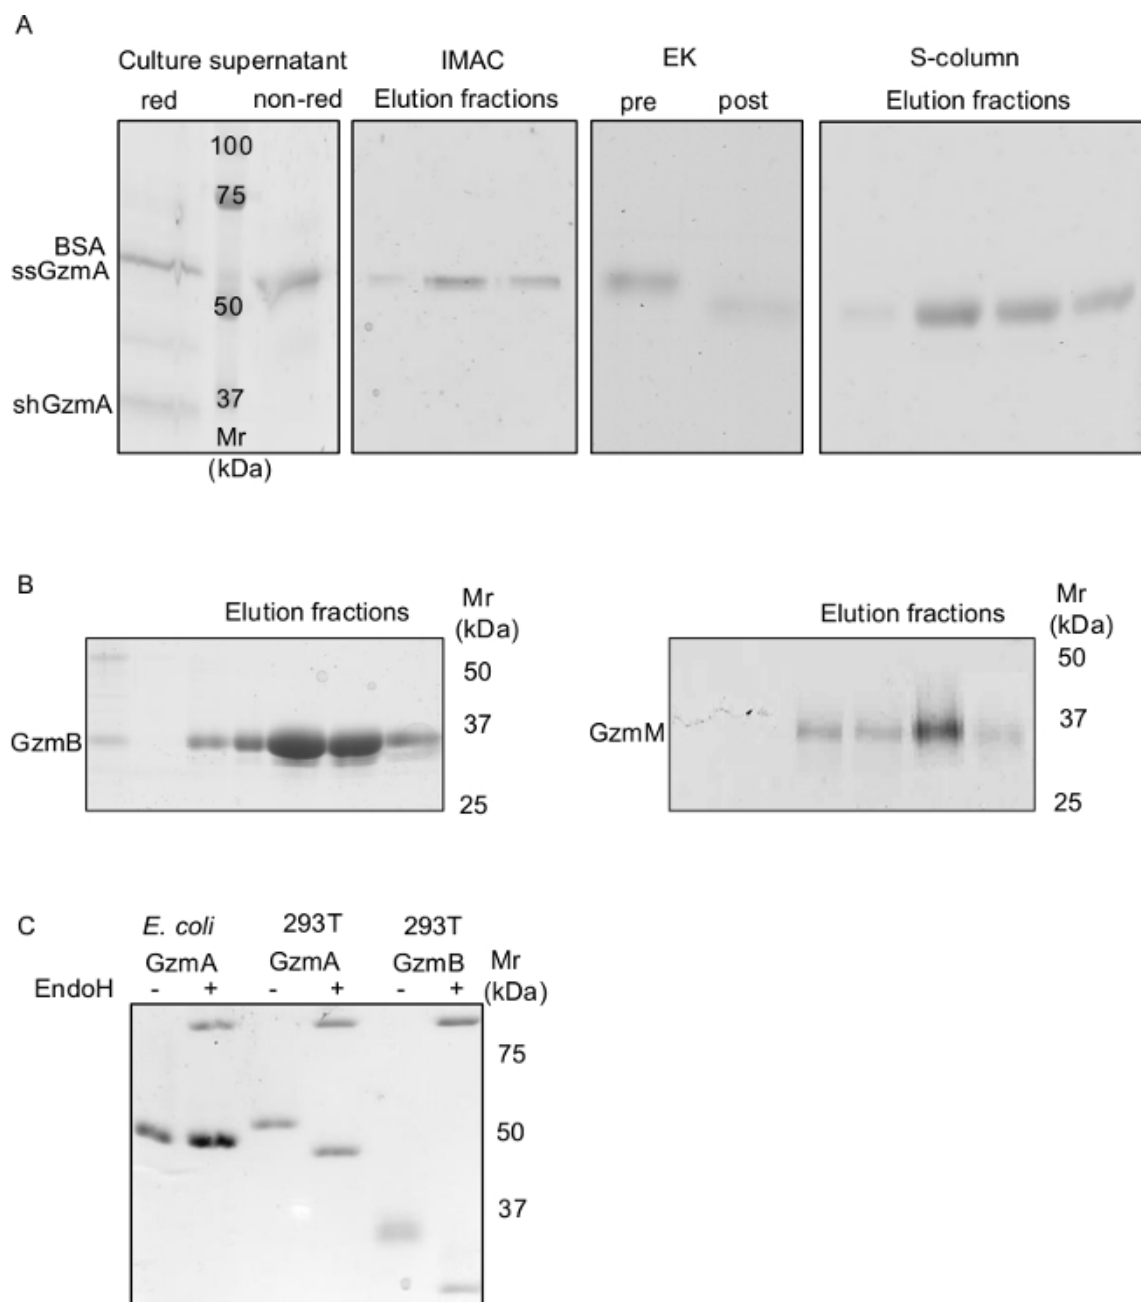 A
Culture supernatant IMAC EK S-column
red non-red Elution fractions pre post Elution fractions
100
75
BSA
ssGzmA
50
shGzmA 37
Mr
(kDa)
B
Elution fractions Mr
(kDa)
50
37
GzmB
25
Elution fractions Mr
(kDa)
50
37
GzmM
25
C E. coli 293T 293T
GzmA GzmA GzmB Mr
EndoH - + - + - + (kDa)
75
50
37